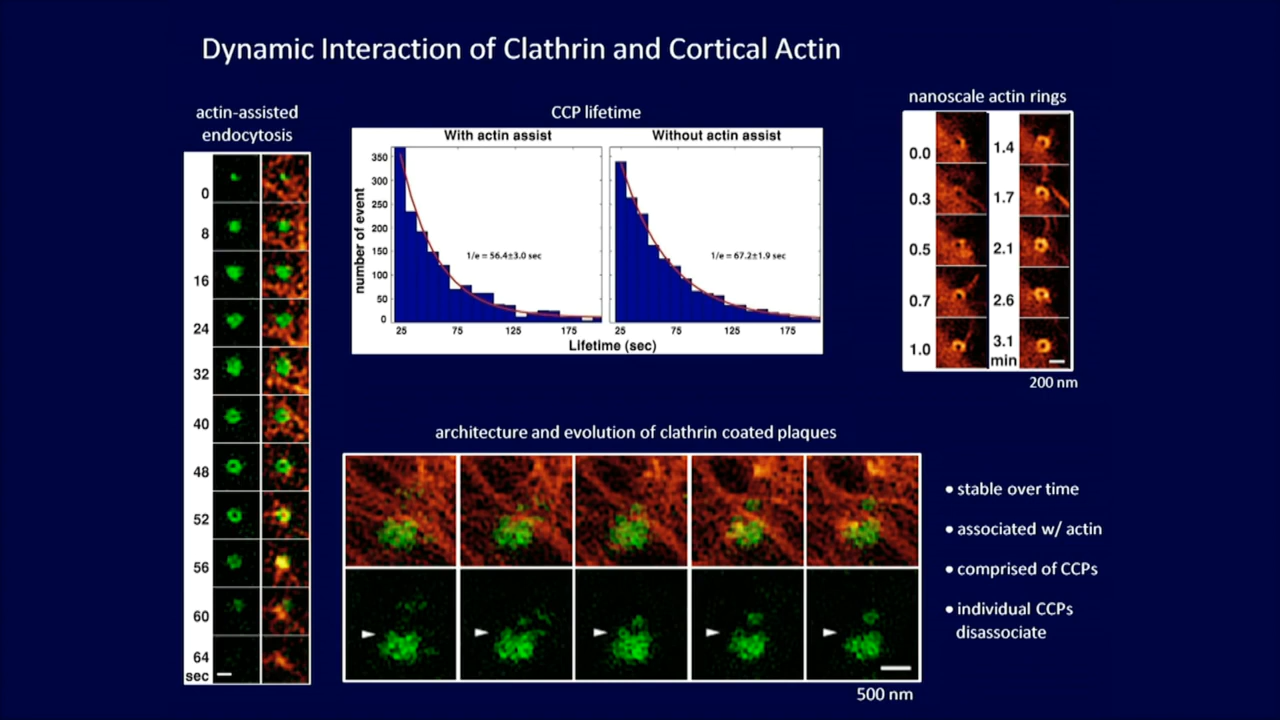 Dynamic Interaction of Clathrin and Cortical Actin
actin-assisted
endocytosis
0
8
16
24
32
40
48
52
56
60
64
sec
CCP lifetime
With actin assist
Without actin assist
number of event
350
300
250
200
150
100
50
0
1/e = 56.4±3.0 sec
1/e = 67.2±1.9 sec
25
75
125
175
25
75
125
175
Lifetime (sec)
nanoscale actin rings
0.0
0.3
0.5
0.7
1.0
1.4
1.7
2.1
2.6
3.1
min
200 nm
architecture and evolution of clathrin coated plaques
500 nm
• stable over time
• associated w/ actin
• comprised of CCPs
• individual CCPs
disassociate